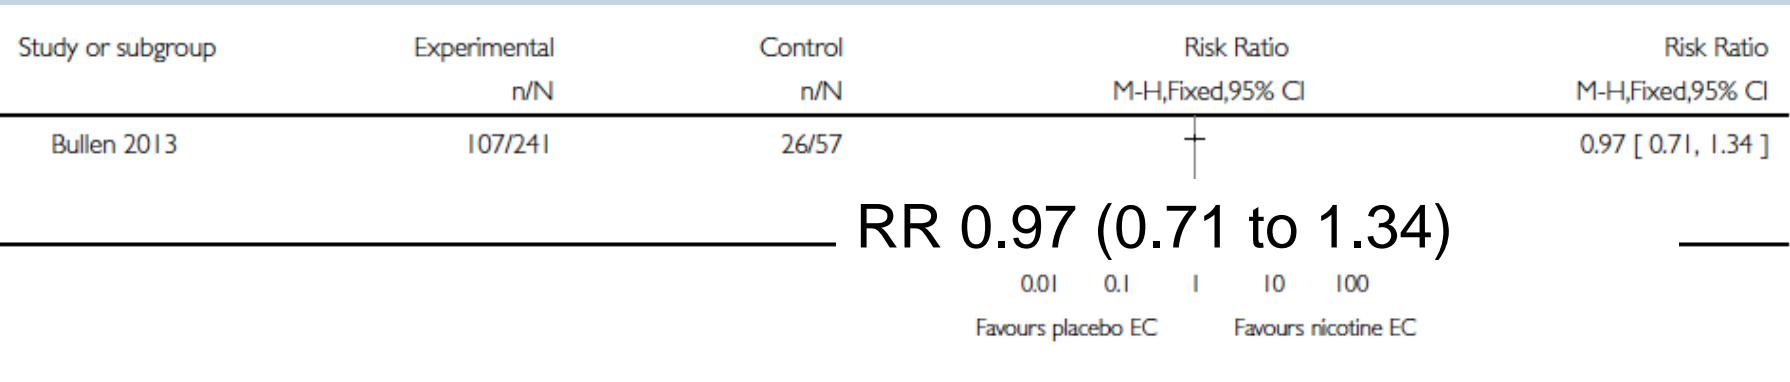 Study or subgroup Experimental Control Risk Ratio Risk Ratio
n/N n/N M-H,Fixed,95% CI M-H,Fixed,95% CI
Bullen 2013 107/241 26/57 0.97 [ 0.71, 1.34 ]
RR 0.97 (0.71 to 1.34)
0.01 0.1 1 10 100
Favours placebo EC Favours nicotine EC